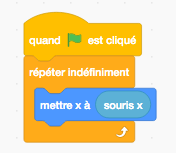 quand est cliqué
répéter indéfiniment
mettre x à souris x